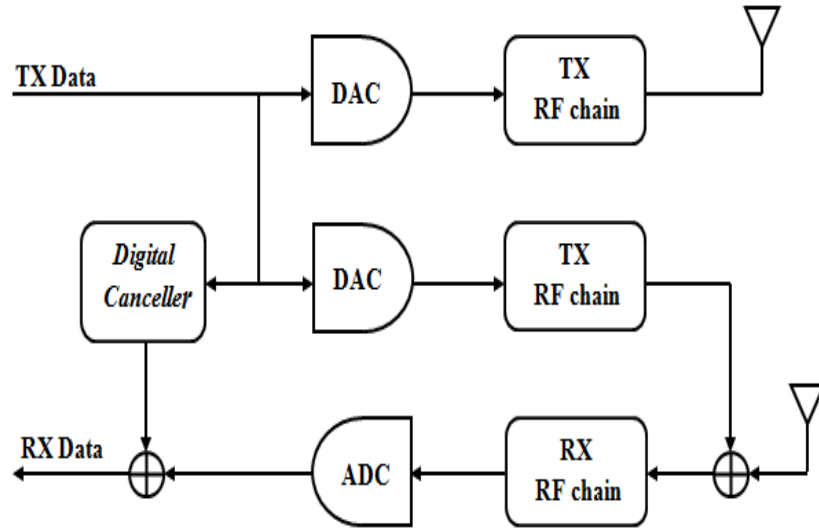 TX Data
DAC
TX
RF chain
Digital
Canceller
DAC
TX
RF chain
RX Data
ADC
RX
RF chain